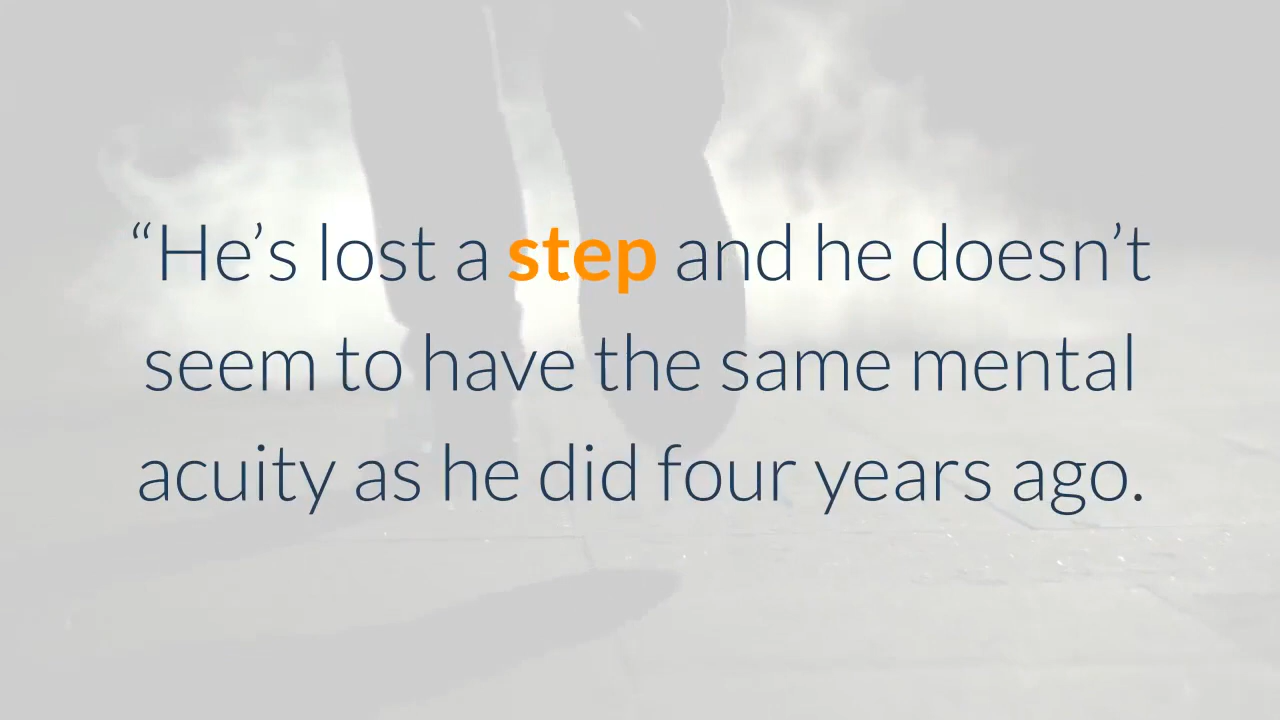 “He’s lost a step and he doesn’t
seem to have the same mental
acuity as he did four years ago.